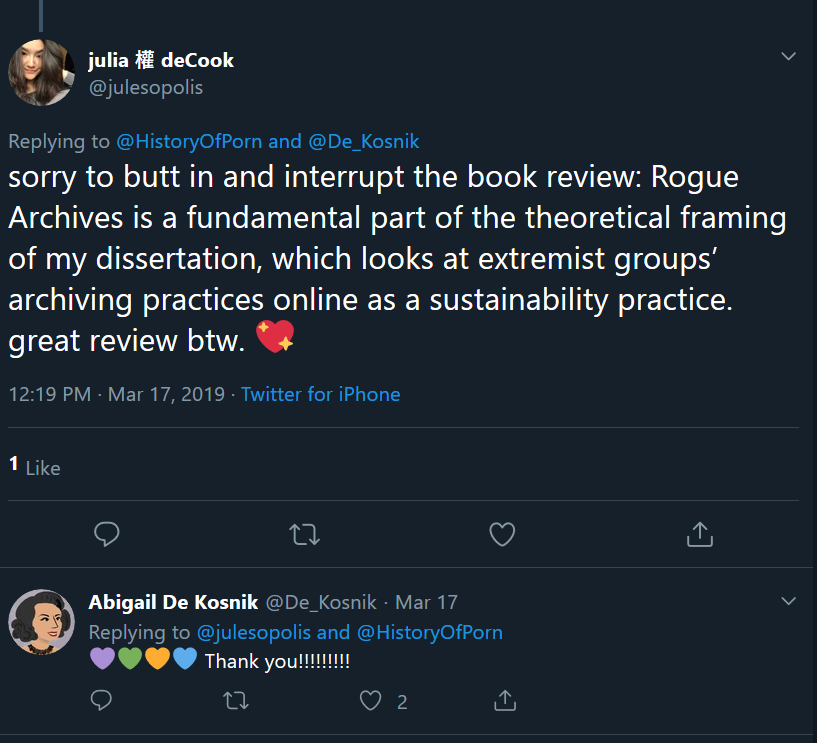 julia 權 deCook
@julesopolis
Replying to @HistoryOfPorn and @De_Kosnik
sorry to butt in and interrupt the book review: Rogue
Archives is a fundamental part of the theoretical framing
of my dissertation, which looks at extremist groups’
archiving practices online as a sustainability practice.
great review btw. 💖
12:19 PM · Mar 17, 2019 · Twitter for iPhone
1 Like
Abigail De Kosnik @De_Kosnik · Mar 17
Replying to @julesopolis and @HistoryOfPorn
💜💚🧡💙 Thank you!!!!!!!!!
2